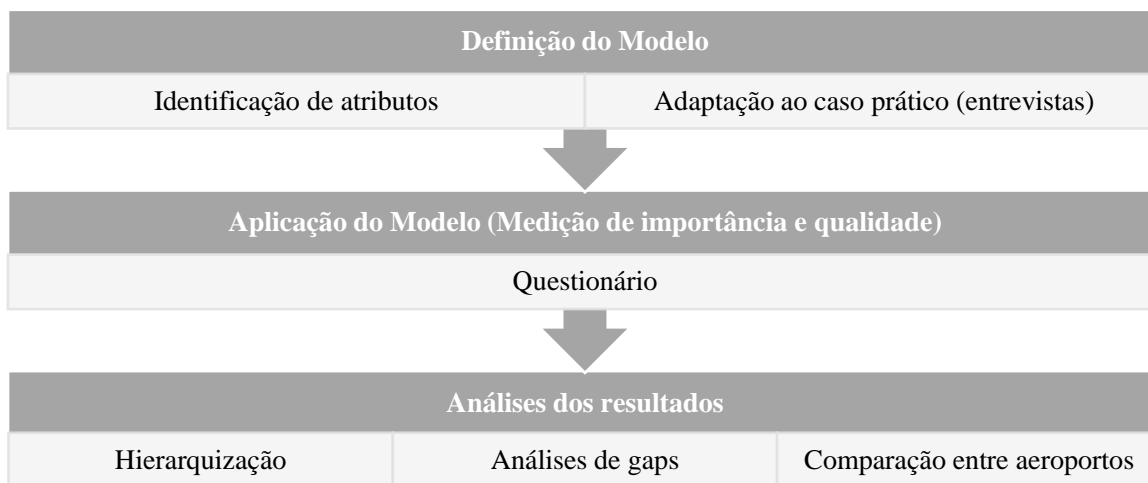 Definição do Modelo
Identificação de atributos
Adaptação ao caso prático (entrevistas)
Aplicação do Modelo (Medição de importância e qualidade)
Questionário
Análises dos resultados
Hierarquização
Análises de gaps
Comparação entre aeroportos